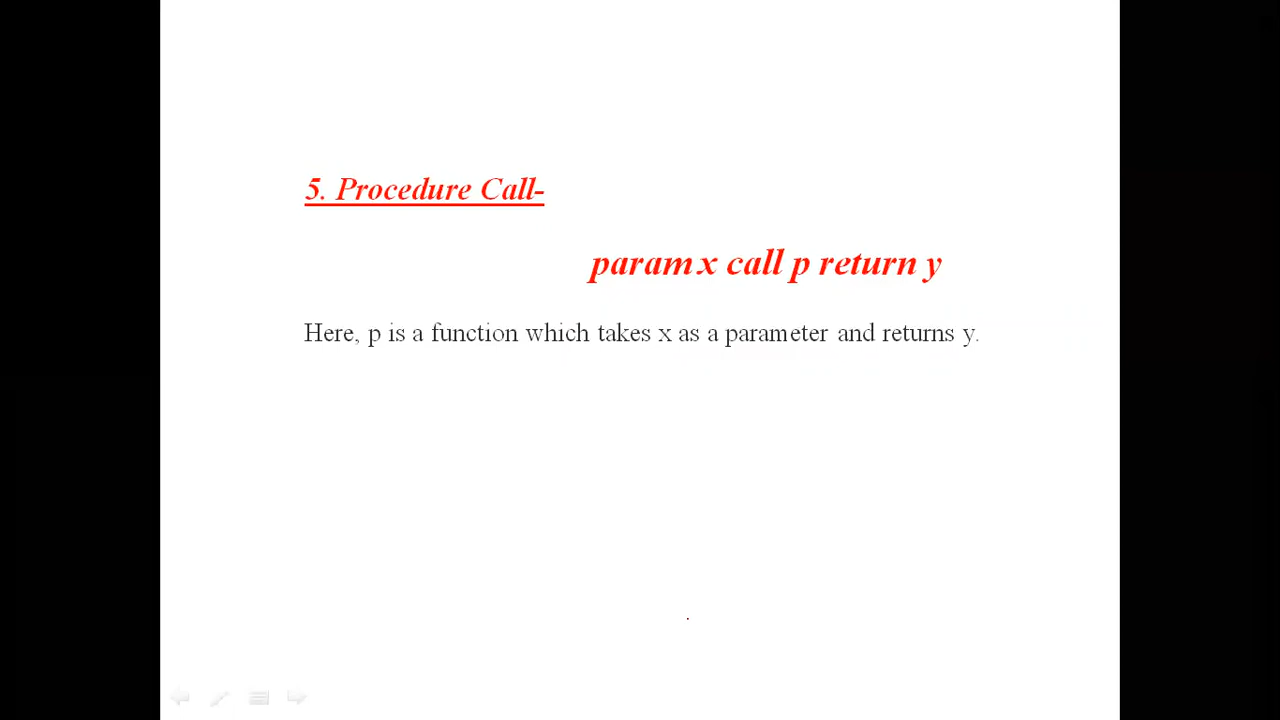 5. Procedure Call-
param x call p return y
Here, p is a function which takes x as a parameter and returns y.